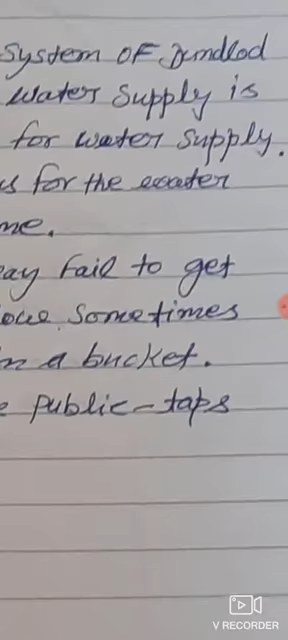 System of Dundlod
water supply is
for water supply.
s for the water
me.
ay fail to get
sometimes
in a bucket.
e public-taps
V RECORDER